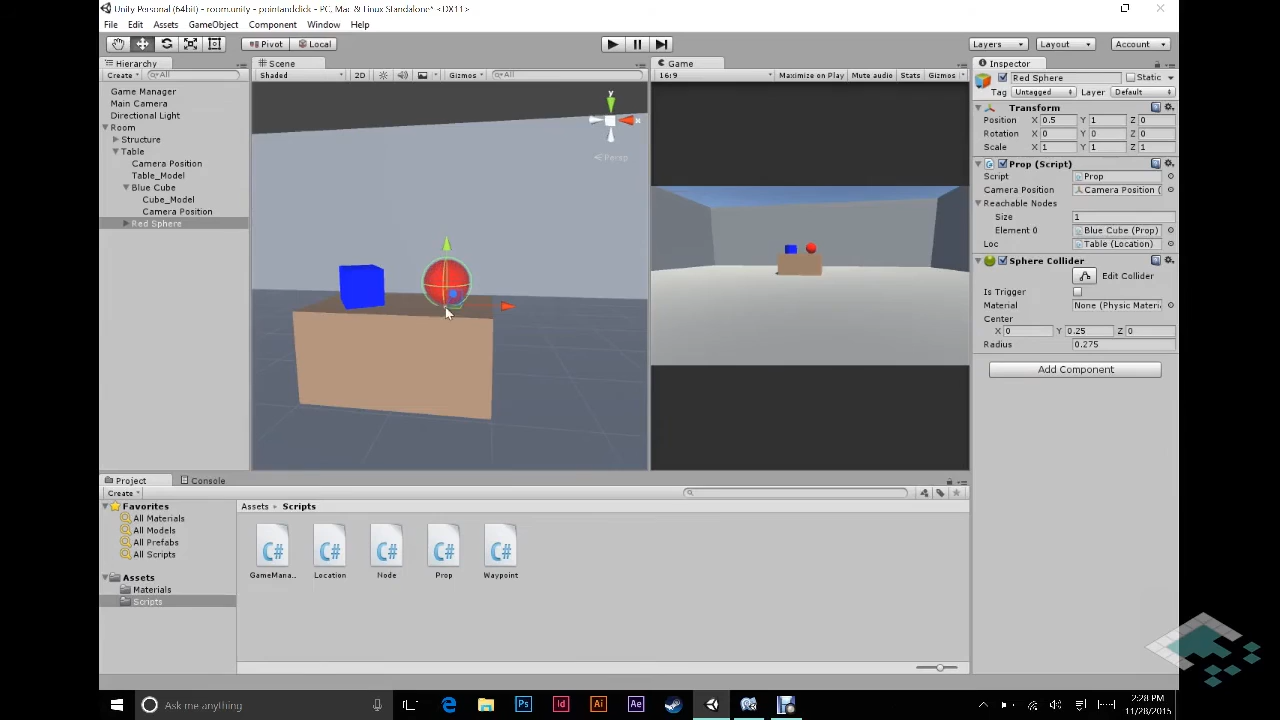 Unity Personal (64bit) - room.unity - pointandclick - PC, Mac & Linux Standalone* <DX11>
File Edit Assets GameObject Component Window Help
Pivot Local Layers Layout Account
Hierarchy
Create All
Game Manager
Main Camera
Directional Light
Room
Structure
Table
Camera Position
Table_Model
Blue Cube
Cube_Model
Camera Position
Red Sphere
Scene
Shaded 2D Gizmos All
y
x
Persp
Game
16:9 Maximize on Play Mute audio Stats Gizmos
Inspector
Red Sphere Static
Tag Untagged Layer Default
Transform
Position X 0.5 Y 1 Z 0
Rotation X 0 Y 0 Z 0
Scale X 1 Y 1 Z 1
Prop (Script)
Script Prop
Camera Position Camera Position (
Reachable Nodes
Size 1
Element 0 Blue Cube (Prop)
Loc Table (Location)
Sphere Collider
Edit Collider
Is Trigger
Material None (Physic Materi
Center
X 0 Y 0.25 Z 0
Radius 0.275
Add Component
Project Console
Create
Favorites
All Materials
All Models
All Prefabs
All Scripts
Assets
Materials
Scripts
Assets Scripts
C# C# C# C# C#
GameMana... Location Node Prop Waypoint
Ask me anything
Ps Id Ai Ae
2:28 PM
11/28/2015